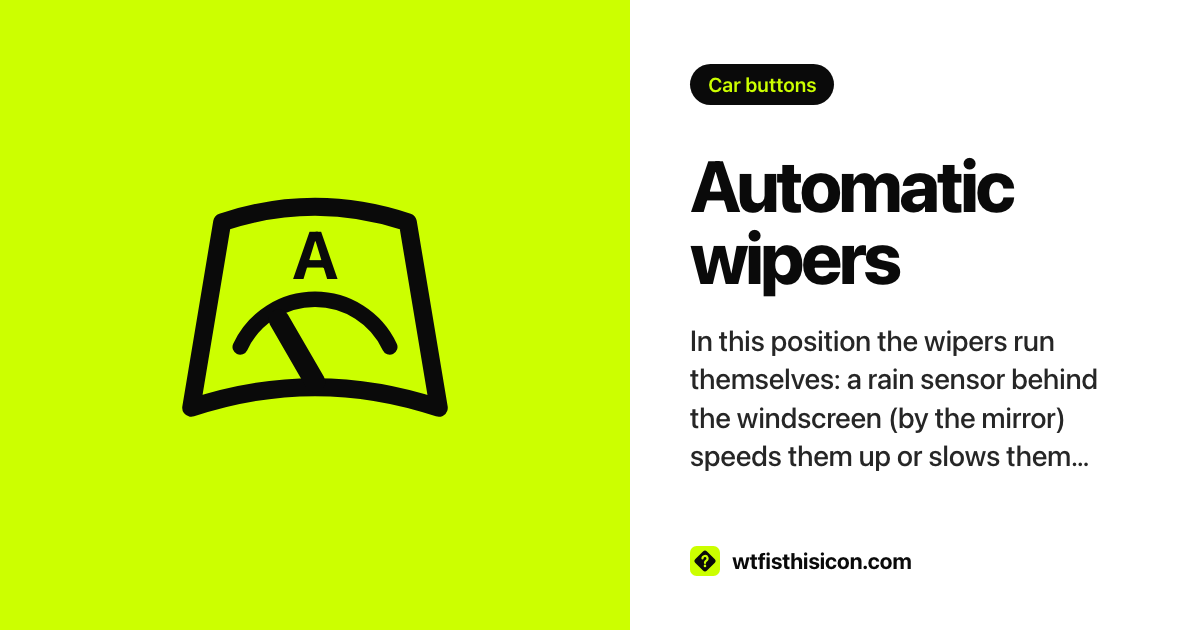 A
Car buttons
Automatic
wipers
In this position the wipers run
themselves: a rain sensor behind
the windscreen (by the mirror)
speeds them up or slows them…
?
wtfisthisicon.com